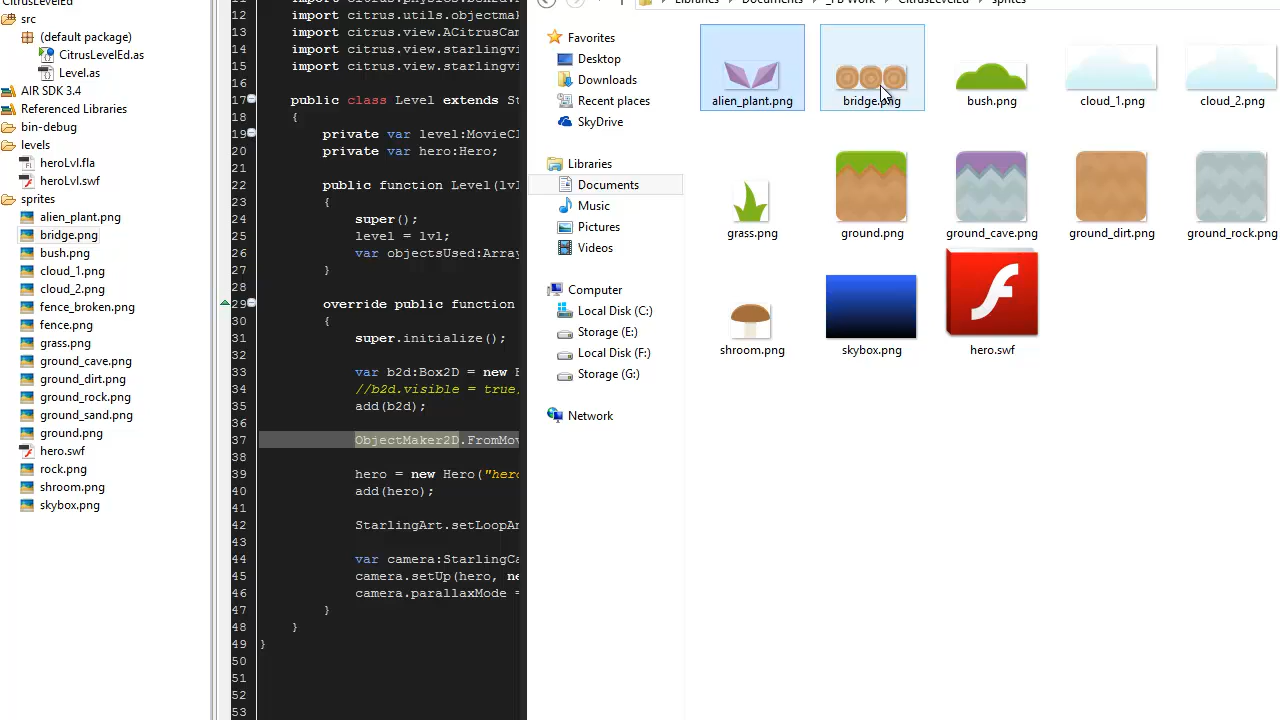 CitrusLevelEd
src
(default package)
CitrusLevelEd.as
Level.as
AIR SDK 3.4
Referenced Libraries
bin-debug
levels
heroLvl.fla
heroLvl.swf
sprites
alien_plant.png
bridge.png
bush.png
cloud_1.png
cloud_2.png
fence_broken.png
fence.png
grass.png
ground_cave.png
ground_dirt.png
ground_rock.png
ground_sand.png
ground.png
hero.swf
rock.png
shroom.png
skybox.png
12 import citrus.utils.objectmak
13 import citrus.view.ACitrusCam
14 import citrus.view.starlingvi
15 import citrus.view.starlingvi
16
17 public class Level extends St
18 {
19 private var level:MovieCl
20 private var hero:Hero;
21
22 public function Level(lvl
23 {
24 super();
25 level = lvl;
26 var objectsUsed:Array
27 }
28
29 override public function
30 {
31 super.initialize();
32
33 var b2d:Box2D = new B
34 //b2d.visible = true;
35 add(b2d);
36
37 ObjectMaker2D.FromMov
38
39 hero = new Hero("hero
40 add(hero);
41
42 StarlingArt.setLoopAn
43
44 var camera:StarlingCa
45 camera.setUp(hero, ne
46 camera.parallaxMode =
47 }
48 }
49 }
50
51
52
53
Libraries Documents _FB Work CitrusLevelEd sprites
Favorites
Desktop
Downloads
Recent places
SkyDrive
Libraries
Documents
Music
Pictures
Videos
Computer
Local Disk (C:)
Storage (E:)
Local Disk (F:)
Storage (G:)
Network
alien_plant.png bridge.png bush.png cloud_1.png cloud_2.png
grass.png ground.png ground_cave.png ground_dirt.png ground_rock.png
shroom.png skybox.png hero.swf